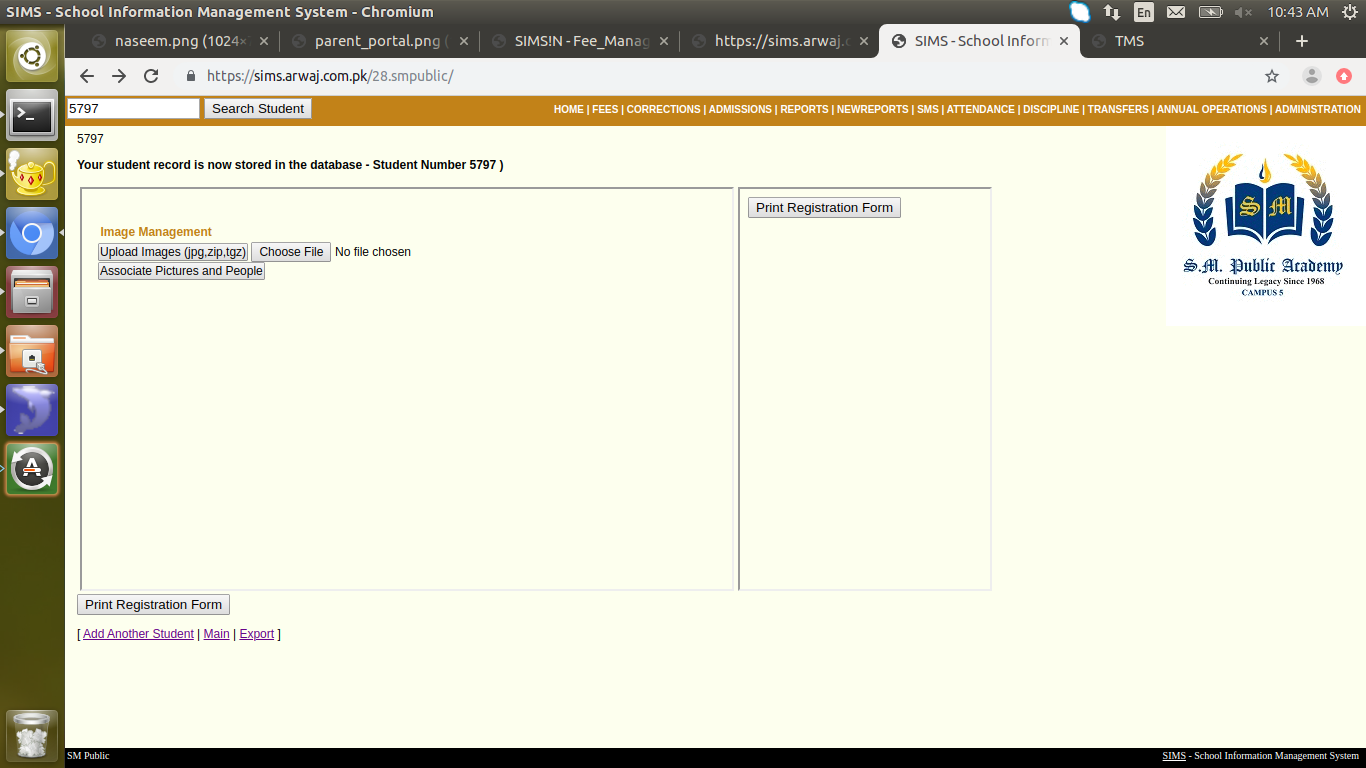 SIMS - School Information Management System - Chromium
En
10:43 AM
naseem.png (1024×
parent_portal.png (
SIMS!N - Fee_Manag
https://sims.arwaj.c
SIMS - School Inform
TMS
https://sims.arwaj.com.pk/28.smpublic/
5797
Search Student
HOME | FEES | CORRECTIONS | ADMISSIONS | REPORTS | NEWREPORTS | SMS | ATTENDANCE | DISCIPLINE | TRANSFERS | ANNUAL OPERATIONS | ADMINISTRATION
5797
Your student record is now stored in the database - Student Number 5797 )
Image Management
Upload Images (jpg,zip,tgz)
Choose File
No file chosen
Associate Pictures and People
Print Registration Form
S M
S.M. Public Academy
Continuing Legacy Since 1968
CAMPUS 5
Print Registration Form
[ Add Another Student | Main | Export ]
SM Public
SIMS - School Information Management System